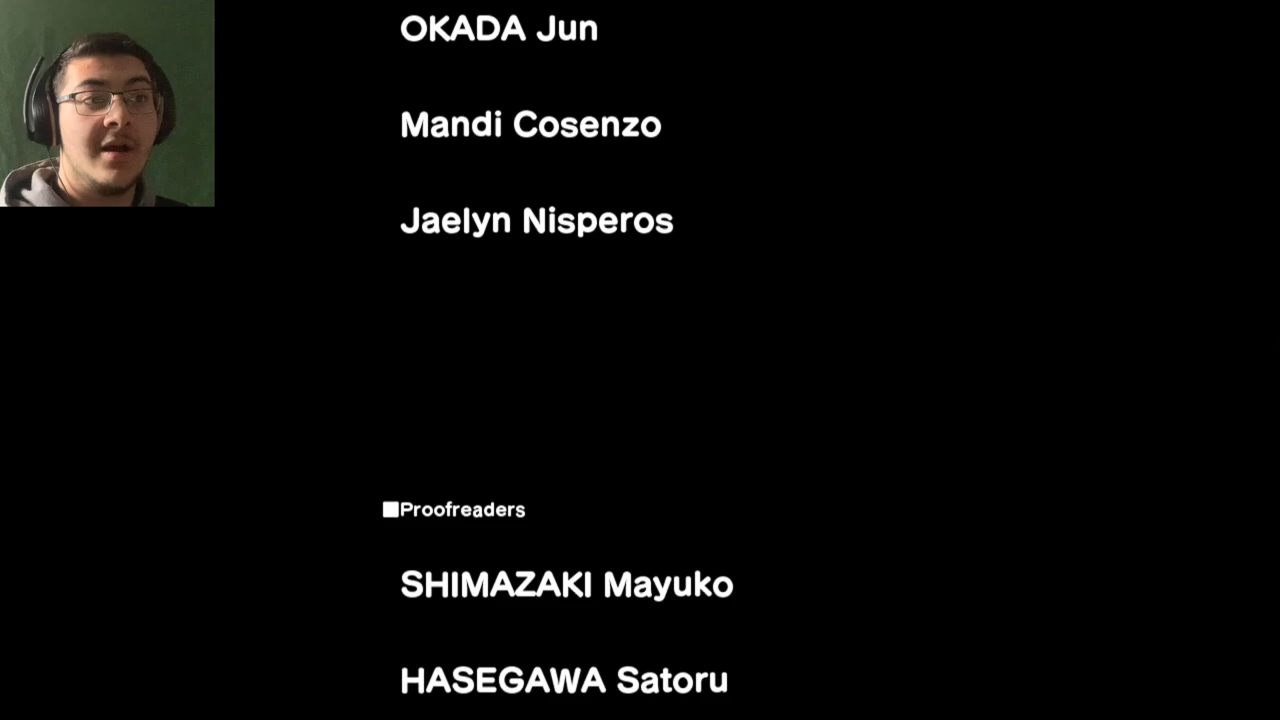 OKADA Jun
Mandi Cosenzo
Jaelyn Nisperos
■Proofreaders
SHIMAZAKI Mayuko
HASEGAWA Satoru